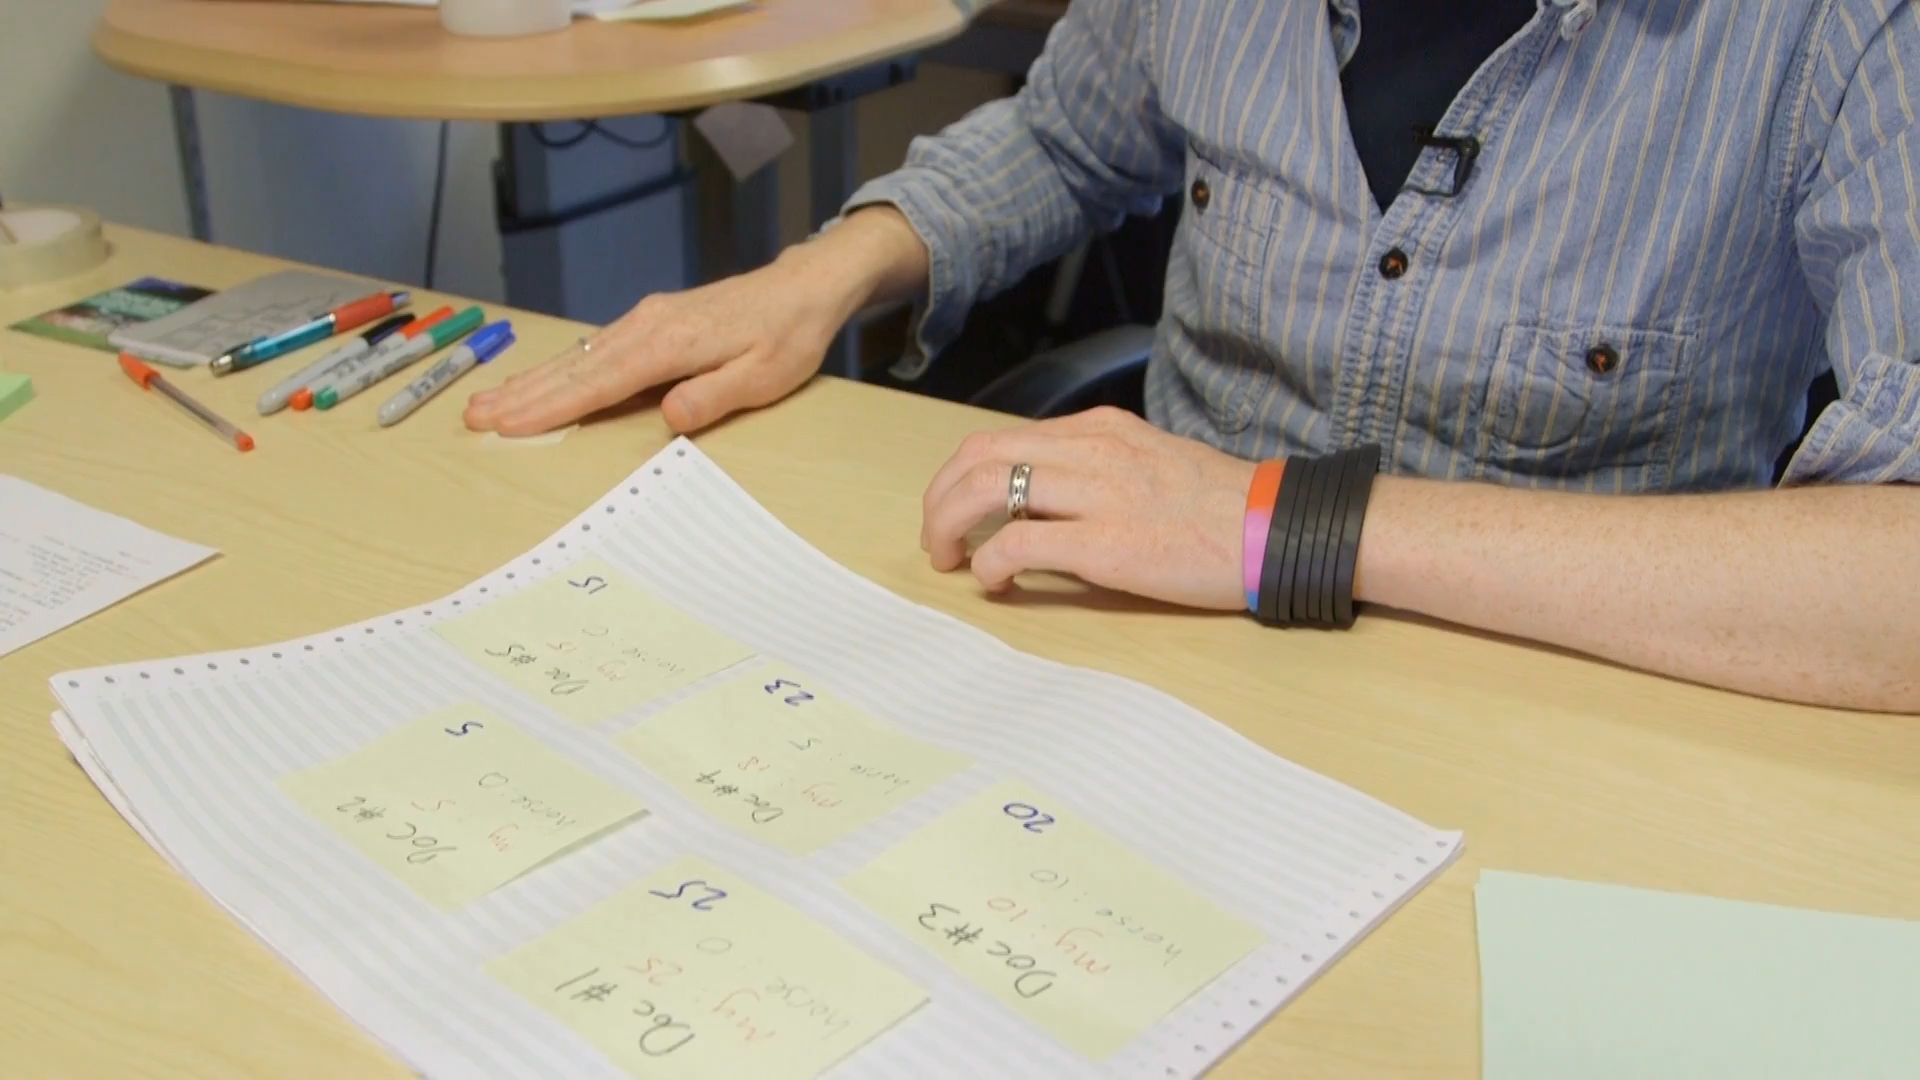 Doc #1
my: 25
horse: 0
25
Doc #2
my: 5
horse: 0
5
Doc #3
my: 10
horse: 10
20
Doc #4
my: 18
horse: 5
23
Doc #5
my: 15
horse: 0
15